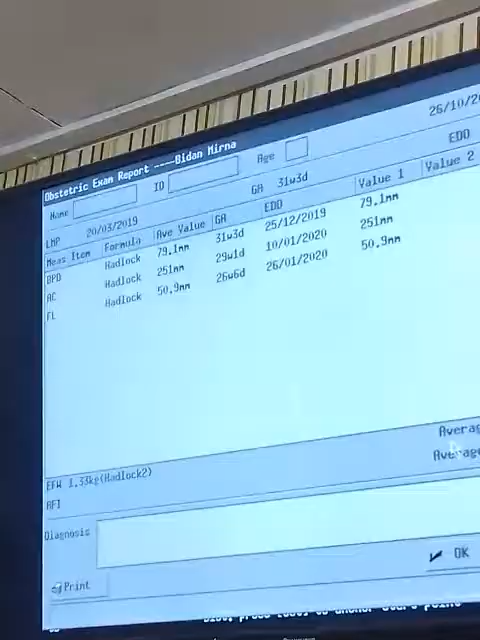 26/10/20
Obstetric Exam Report ----Bidan Mirna
Name ID Age
LMP 20/03/2019 GA 31w3d EDD
Meas Item Formula Ave Value GA EDD Value 1 Value 2
BPD Hadlock 79.1mm 31w3d 25/12/2019 79.1mm
AC Hadlock 251mm 29w1d 10/01/2020 251mm
FL Hadlock 50.9mm 26w6d 26/01/2020 50.9mm
Averag
Average
EFW 1.33kg(Hadlock2)
AFI
Diagnosis
OK
Print